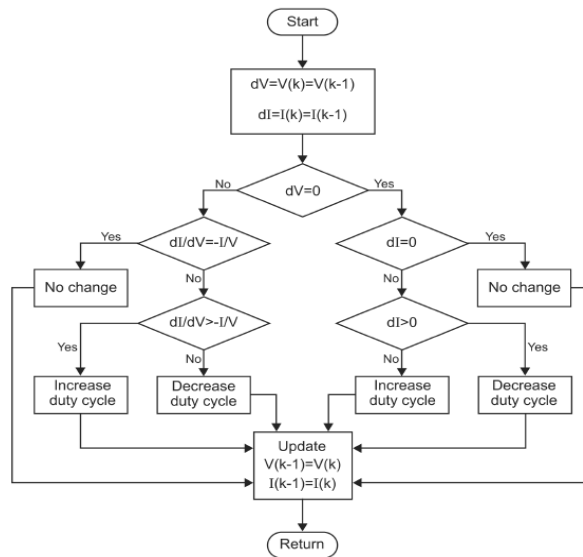 Start
dV=V(k)=V(k-1)
dI=I(k)=I(k-1)
No
dV=0
Yes
Yes
dI/dV=-I/V
dI=0
Yes
No change
No
No
No change
dI/dV>-I/V
dI>0
Yes
No
No
Yes
Increase
duty cycle
Decrease
duty cycle
Increase
duty cycle
Decrease
duty cycle
Update
V(k-1)=V(k)
I(k-1)=I(k)
Return